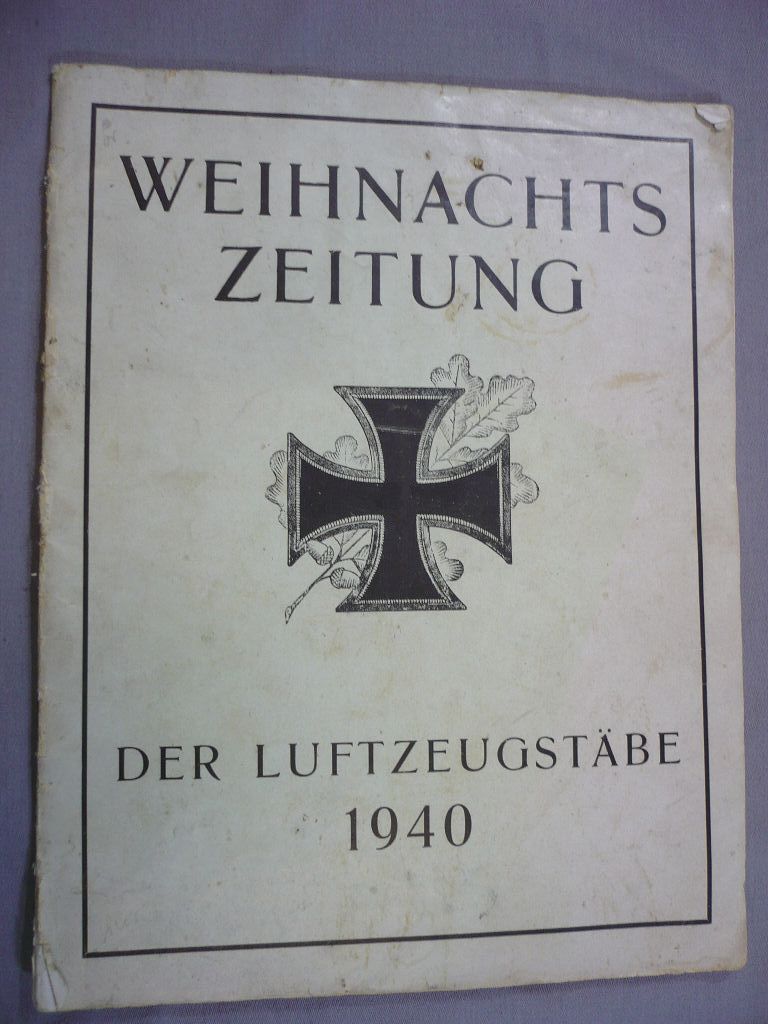 WEIHNACHTS
ZEITUNG
DER LUFTZEUGSTÄBE
1940